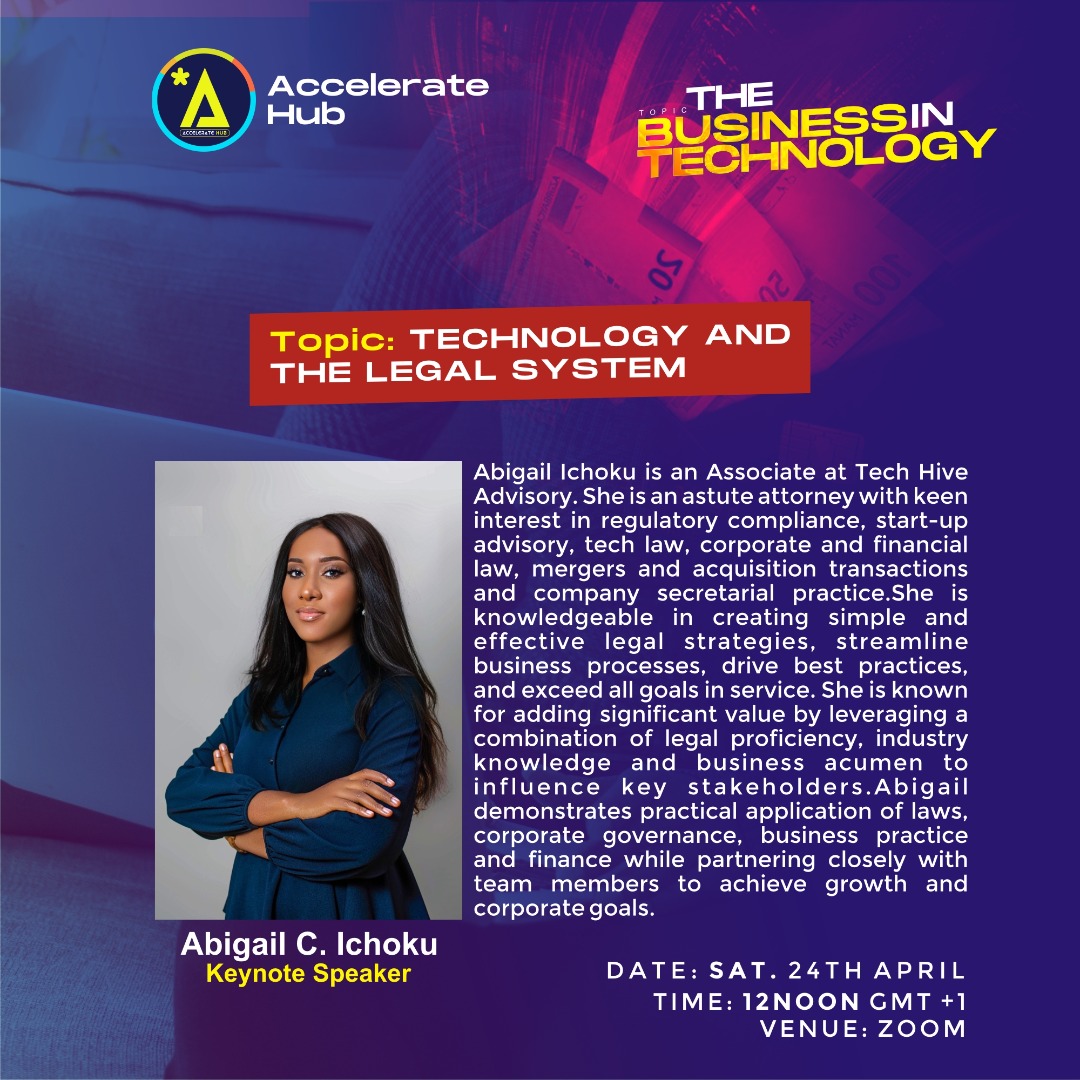 *A
ACCELERATE HUB
Accelerate
Hub
TOPIC
THE
BUSINESS IN
TECHNOLOGY
20
50
100
MANAT
Topic: TECHNOLOGY AND
THE LEGAL SYSTEM
Abigail Ichoku is an Associate at Tech Hive
Advisory. She is an astute attorney with keen
interest in regulatory compliance, start-up
advisory, tech law, corporate and financial
law, mergers and acquisition transactions
and company secretarial practice.She is
knowledgeable in creating simple and
effective legal strategies, streamline
business processes, drive best practices,
and exceed all goals in service. She is known
for adding significant value by leveraging a
combination of legal proficiency, industry
knowledge and business acumen to
influence key stakeholders.Abigail
demonstrates practical application of laws,
corporate governance, business practice
and finance while partnering closely with
team members to achieve growth and
corporate goals.
Abigail C. Ichoku
Keynote Speaker
DATE: SAT. 24TH APRIL
TIME: 12NOON GMT +1
VENUE: ZOOM